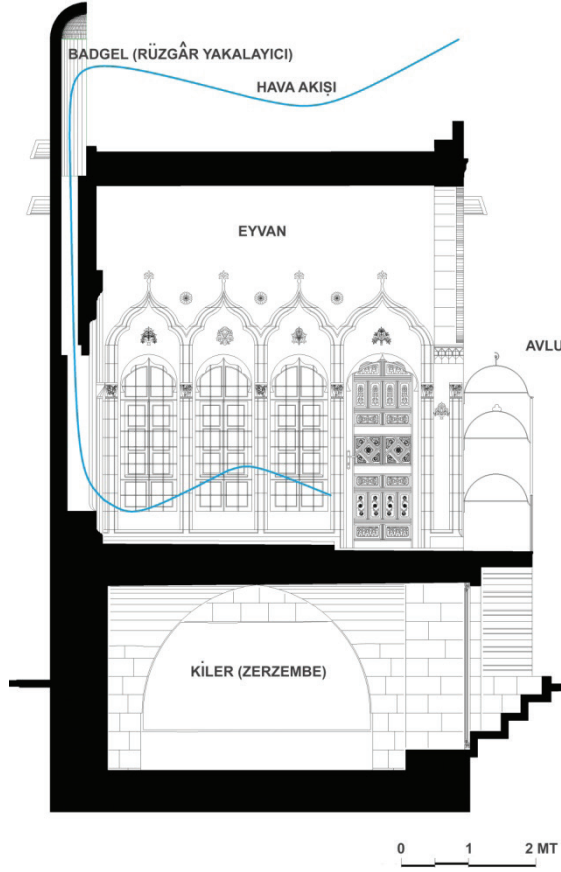 BADGEL (RÜZGÂR YAKALAYICI)
HAVA AKIŞI
EYVAN
AVLU
KİLER (ZERZEMBE)
0 1 2 MT